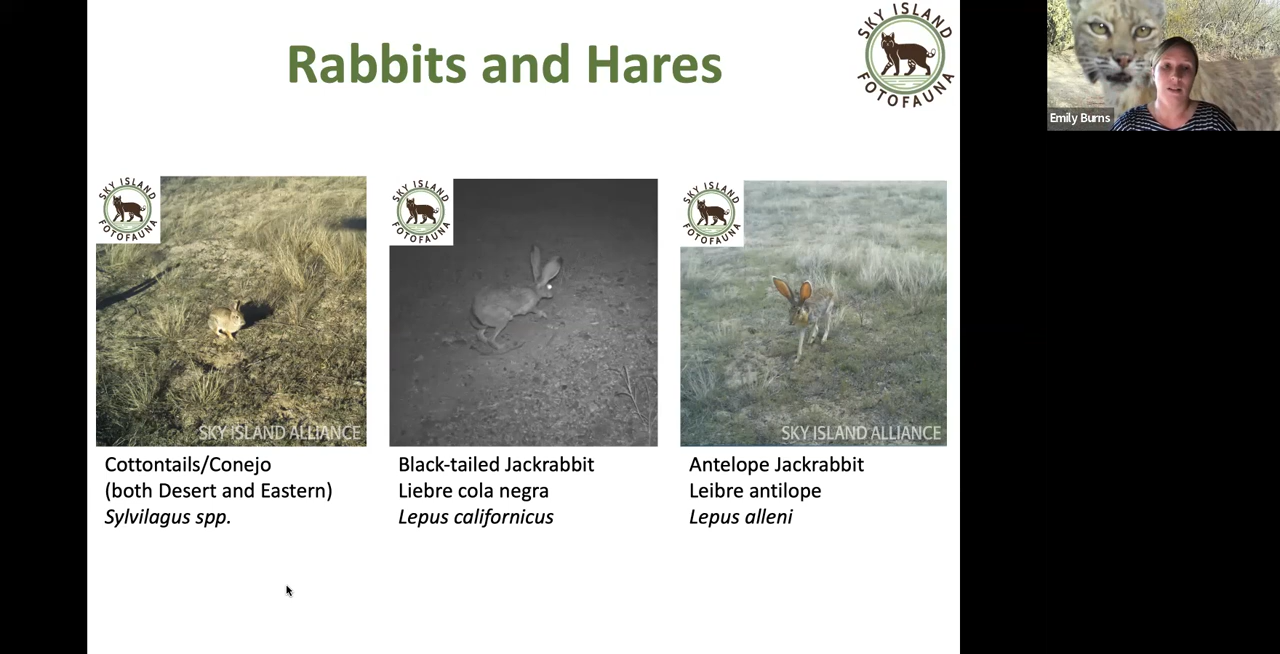 Rabbits and Hares
SKY ISLAND
FOTOFAUNA
Emily Burns
SKY ISLAND
FOTOFAUNA
SKY ISLAND
FOTOFAUNA
SKY ISLAND
FOTOFAUNA
SKY ISLAND ALLIANCE
SKY ISLAND ALLIANCE
Cottontails/Conejo
(both Desert and Eastern)
Sylvilagus spp.
Black-tailed Jackrabbit
Liebre cola negra
Lepus californicus
Antelope Jackrabbit
Leibre antilope
Lepus alleni